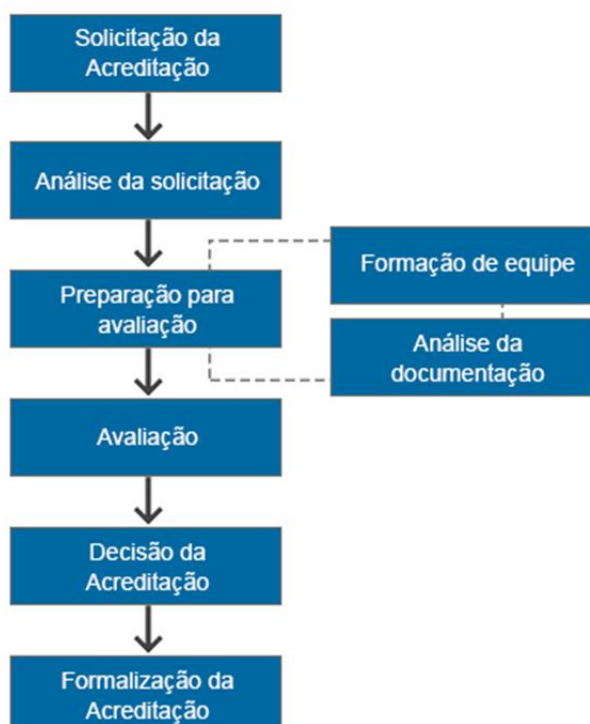 Solicitação da
Acreditação
Análise da solicitação
Preparação para
avaliação
Formação de equipe
Análise da
documentação
Avaliação
Decisão da
Acreditação
Formalização da
Acreditação